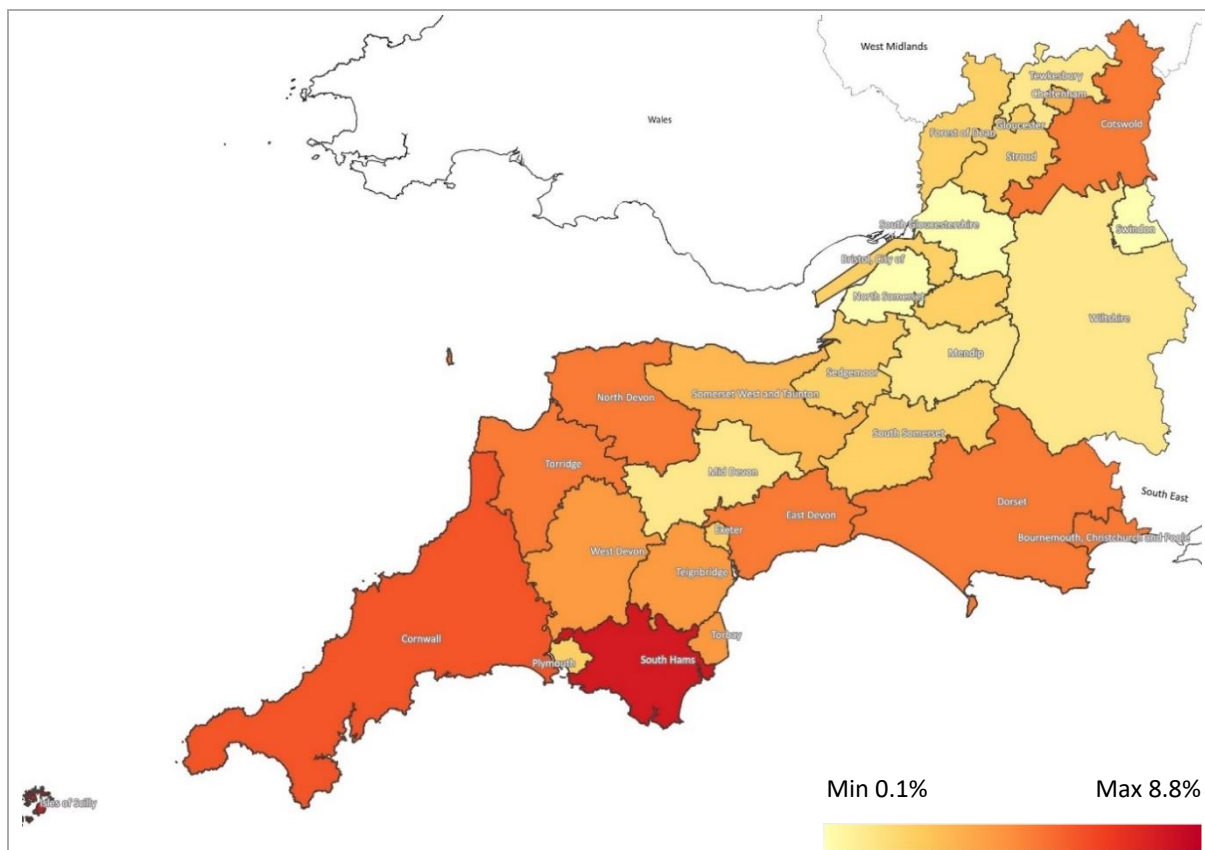 West Midlands
Tewkesbury
Cheltenham
Wales
Cotswold
Forest of Dean
Gloucester
Stroud
South Gloucestershire
Swindon
Bristol, City of
North Somerset
Wiltshire
Mendip
Sedgemoor
Somerset West and Taunton
North Devon
South Somerset
Torridge
Mid Devon
South East
Dorset
East Devon
Exeter
Bournemouth, Christchurch and Poole
West Devon
Teignbridge
Cornwall
Torbay
Plymouth
South Hams
Min 0.1%
Max 8.8%
Isles of Scilly